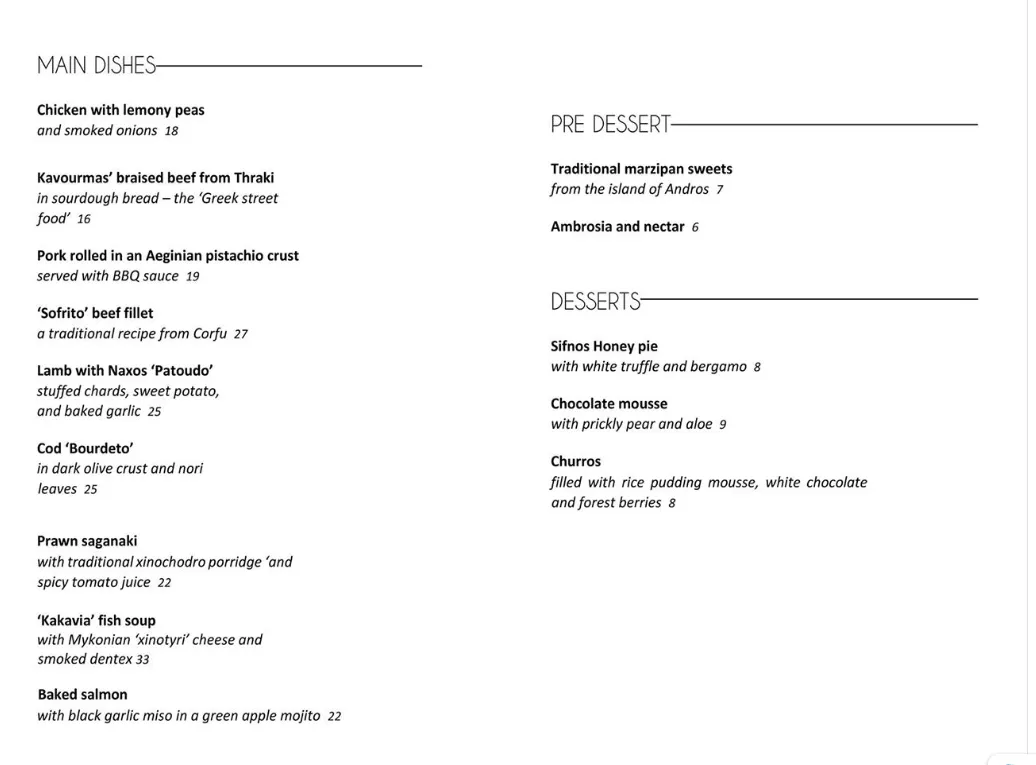 MAIN DISHES
Chicken with lemony peas
and smoked onions 18
Kavourmas’ braised beef from Thraki
in sourdough bread – the ‘Greek street
food’ 16
Pork rolled in an Aeginian pistachio crust
served with BBQ sauce 19
‘Sofrito’ beef fillet
a traditional recipe from Corfu 27
Lamb with Naxos ‘Patoudo’
stuffed chards, sweet potato,
and baked garlic 25
Cod ‘Bourdeto’
in dark olive crust and nori
leaves 25
Prawn saganaki
with traditional xinochodro porridge ‘and
spicy tomato juice 22
‘Kakavia’ fish soup
with Mykonian ‘xinotyri’ cheese and
smoked dentex 33
Baked salmon
with black garlic miso in a green apple mojito 22
PRE DESSERT
Traditional marzipan sweets
from the island of Andros 7
Ambrosia and nectar 6
DESSERTS
Sifnos Honey pie
with white truffle and bergamo 8
Chocolate mousse
with prickly pear and aloe 9
Churros
filled with rice pudding mousse, white chocolate
and forest berries 8